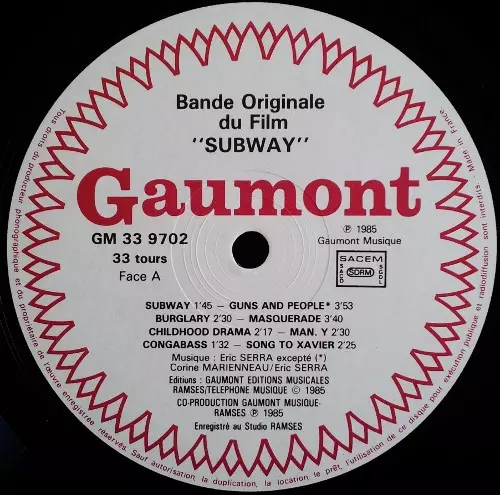 Bande Originale
du Film
"SUBWAY"
Gaumont
GM 33 9702
33 tours
Face A
℗ 1985
Gaumont Musique
SACEM
SACD
SDRM
SGDL
SUBWAY 1'45 – GUNS AND PEOPLE* 3'53
BURGLARY 2'30 – MASQUERADE 3'40
CHILDHOOD DRAMA 2'17 – MAN. Y 2'30
CONGABASS 1'32 – SONG TO XAVIER 2'25
Musique : Eric SERRA excepté (*)
Corine MARIENNEAU/Eric SERRA
Editions : GAUMONT EDITIONS MUSICALES
RAMSES/TELEPHONE MUSIQUE © 1985
CO-PRODUCTION GAUMONT MUSIQUE-
RAMSES ℗ 1985
Enregistré au Studio RAMSES
Tous droits du producteur phonographique et du propriétaire de l'œuvre enregistrée réservés. Sauf autorisation, la duplication, la location, le prêt, l'utilisation de ce disque pour exécution publique et radiodiffusion sont interdits - Made in France.